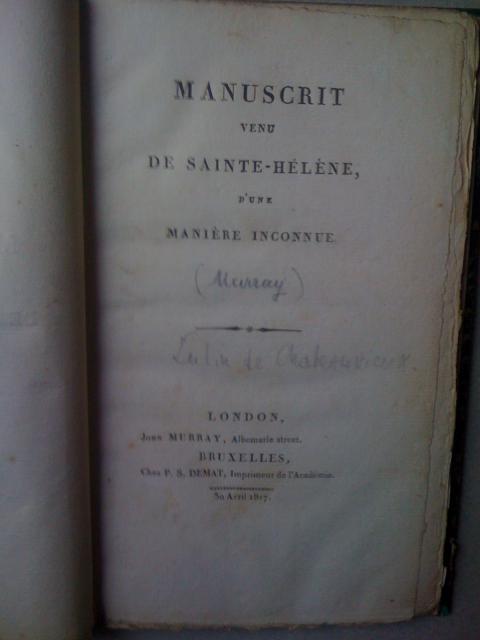 MANUSCRIT
VENU
DE SAINTE-HÉLÈNE,
D'UNE
MANIÈRE INCONNUE.
(Murray)
Lulin de Chateauvieux.
LONDON,
John MURRAY, Albemarle street.
BRUXELLES,
Chez P. S. DEMAT, Imprimeur de l'Académie.
30 Avril 1817.